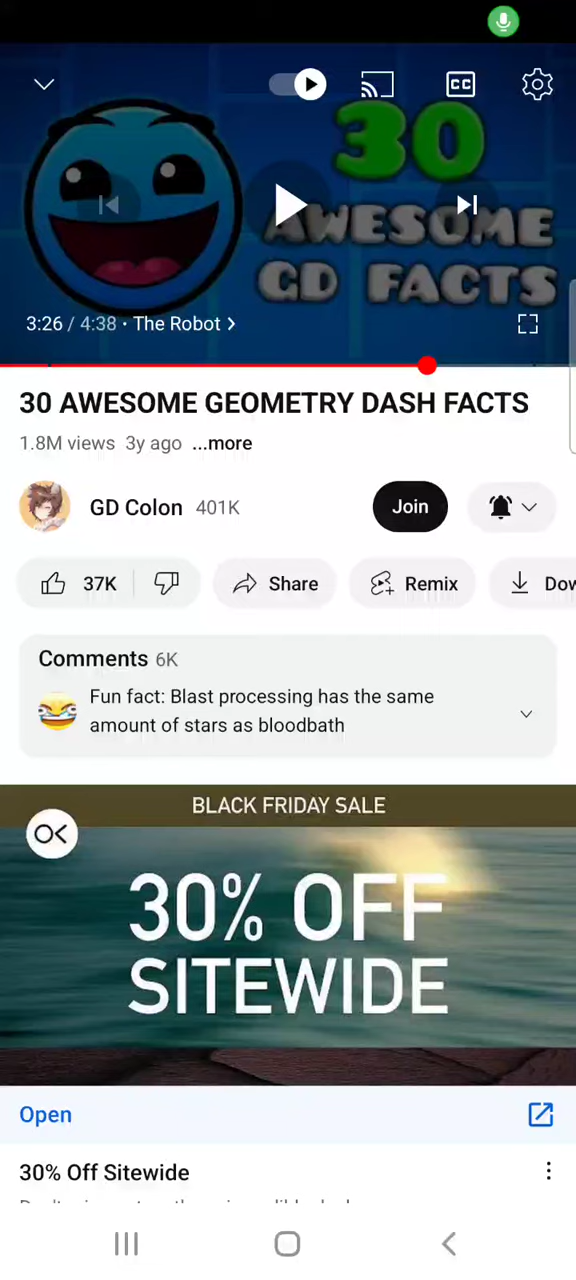 30
AWESOME
GD FACTS
3:26 / 4:38 • The Robot >
30 AWESOME GEOMETRY DASH FACTS
1.8M views 3y ago ...more
GD Colon 401K Join
37K Share Remix Dow
Comments 6K
Fun fact: Blast processing has the same
amount of stars as bloodbath
BLACK FRIDAY SALE
OK
30% OFF
SITEWIDE
Open
30% Off Sitewide